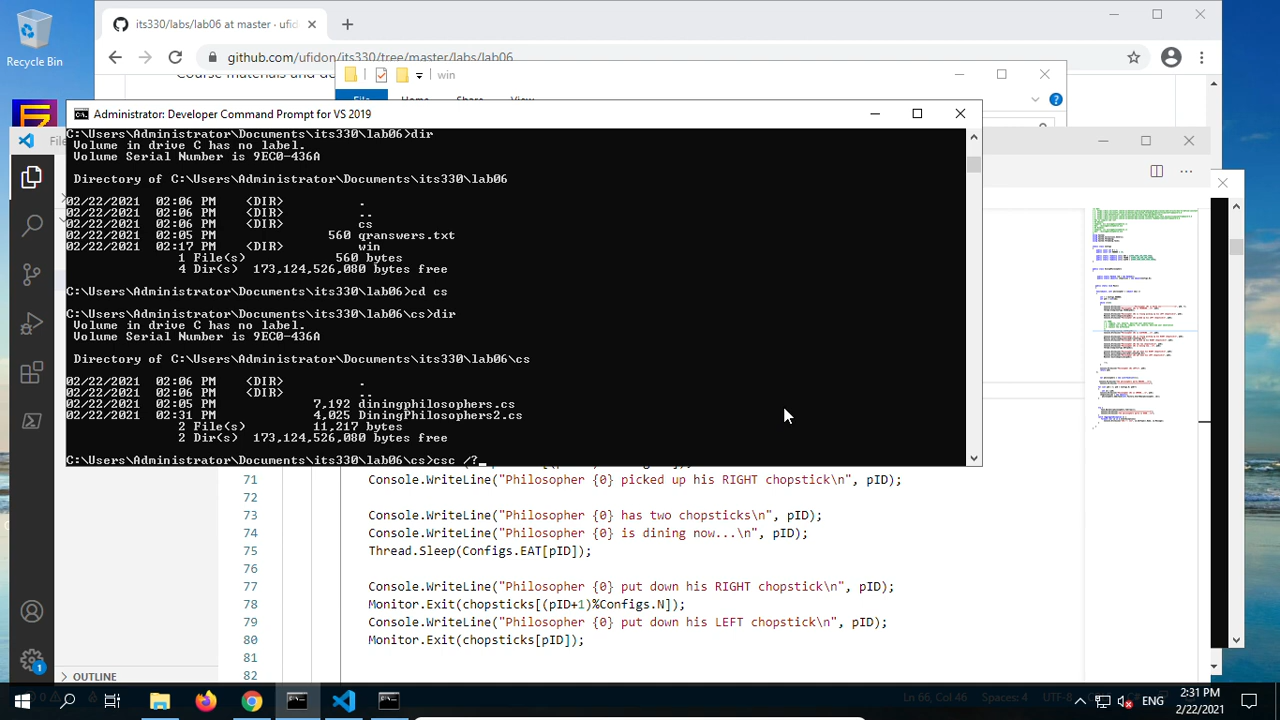 Recycle Bin
its330/labs/lab06 at master · ufid
github.com/ufidon/its330/tree/master/labs/lab06
win
File
Administrator: Developer Command Prompt for VS 2019
C:\Users\Administrator\Documents\its330\lab06>dir
Volume in drive C has no label.
Volume Serial Number is 9EC0-436A
Directory of C:\Users\Administrator\Documents\its330\lab06
02/22/2021 02:06 PM <DIR> .
02/22/2021 02:06 PM <DIR> ..
02/22/2021 02:06 PM <DIR> cs
02/22/2021 02:05 PM 560 granswer.txt
02/22/2021 02:17 PM <DIR> win
1 File(s) 560 bytes
4 Dir(s) 173,124,526,080 bytes free
C:\Users\Administrator\Documents\its330\lab06>cd cs
C:\Users\Administrator\Documents\its330\lab06\cs>dir
Volume in drive C has no label.
Volume Serial Number is 9EC0-436A
Directory of C:\Users\Administrator\Documents\its330\lab06\cs
02/22/2021 02:06 PM <DIR> .
02/22/2021 02:06 PM <DIR> ..
02/22/2021 02:05 PM 7,192 diningphilosophers.cs
02/22/2021 02:31 PM 4,025 DiningPhilosophers2.cs
2 File(s) 11,217 bytes
2 Dir(s) 173,124,526,080 bytes free
C:\Users\Administrator\Documents\its330\lab06\cs>csc /?_
71 Console.WriteLine("Philosopher {0} picked up his RIGHT chopstick\n", pID);
72
73 Console.WriteLine("Philosopher {0} has two chopsticks\n", pID);
74 Console.WriteLine("Philosopher {0} is dining now...\n", pID);
75 Thread.Sleep(Configs.EAT[pID]);
76
77 Console.WriteLine("Philosopher {0} put down his RIGHT chopstick\n", pID);
78 Monitor.Exit(chopsticks[(pID+1)%Configs.N]);
79 Console.WriteLine("Philosopher {0} put down his LEFT chopstick\n", pID);
80 Monitor.Exit(chopsticks[pID]);
81
82
OUTLINE
Ln 66, Col 46 Spaces: 4 UTF-8
1
ENG
2:31 PM
2/22/2021